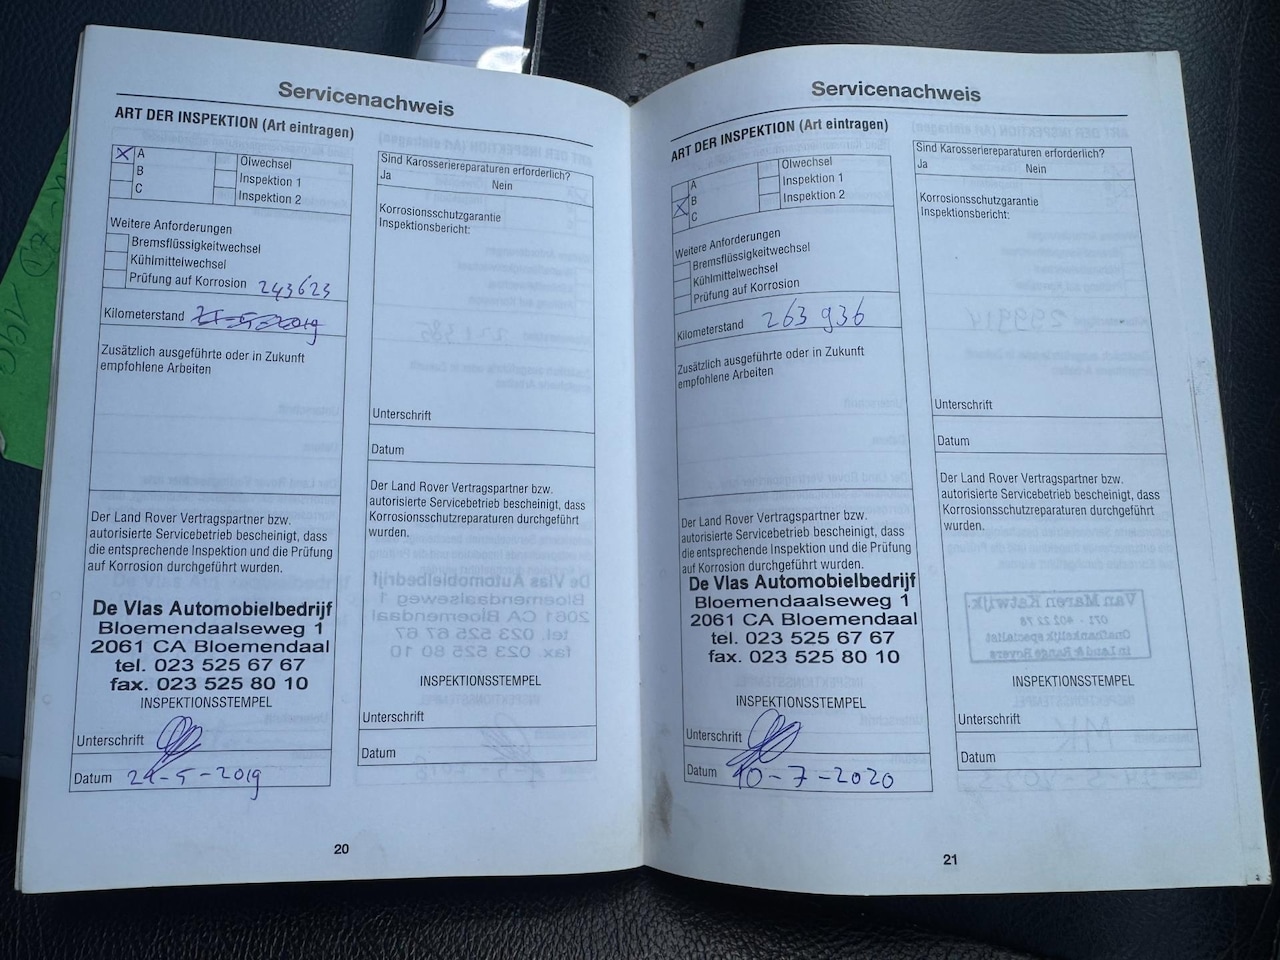 Servicenachweis
ART DER INSPEKTION (Art eintragen)
A
B
C
Ölwechsel
Inspektion 1
Inspektion 2
Weitere Anforderungen
Bremsflüssigkeitwechsel
Kühlmittelwechsel
Prüfung auf Korrosion 243623
Kilometerstand
Zusätzlich ausgeführte oder in Zukunft
empfohlene Arbeiten
Der Land Rover Vertragspartner bzw.
autorisierte Servicebetrieb bescheinigt, dass
die entsprechende Inspektion und die Prüfung
auf Korrosion durchgeführt wurden.
De Vlas Automobielbedrijf
Bloemendaalseweg 1
2061 CA Bloemendaal
tel. 023 525 67 67
fax. 023 525 80 10
INSPEKTIONSSTEMPEL
Unterschrift
Datum 24-5-2019
Sind Karosseriereparaturen erforderlich?
Ja Nein
Korrosionsschutzgarantie
Inspektionsbericht:
Unterschrift
Datum
Der Land Rover Vertragspartner bzw.
autorisierte Servicebetrieb bescheinigt, dass
Korrosionsschutzreparaturen durchgeführt
wurden.
INSPEKTIONSSTEMPEL
Unterschrift
Datum
20
Servicenachweis
ART DER INSPEKTION (Art eintragen)
A
B
C
Ölwechsel
Inspektion 1
Inspektion 2
Weitere Anforderungen
Bremsflüssigkeitwechsel
Kühlmittelwechsel
Prüfung auf Korrosion
Kilometerstand 263 936
Zusätzlich ausgeführte oder in Zukunft
empfohlene Arbeiten
Der Land Rover Vertragspartner bzw.
autorisierte Servicebetrieb bescheinigt, dass
die entsprechende Inspektion und die Prüfung
auf Korrosion durchgeführt wurden.
De Vlas Automobielbedrijf
Bloemendaalseweg 1
2061 CA Bloemendaal
tel. 023 525 67 67
fax. 023 525 80 10
INSPEKTIONSSTEMPEL
Unterschrift
Datum 10-7-2020
Sind Karosseriereparaturen erforderlich?
Ja Nein
Korrosionsschutzgarantie
Inspektionsbericht:
Unterschrift
Datum
Der Land Rover Vertragspartner bzw.
autorisierte Servicebetrieb bescheinigt, dass
Korrosionsschutzreparaturen durchgeführt
wurden.
INSPEKTIONSSTEMPEL
Unterschrift
Datum
21